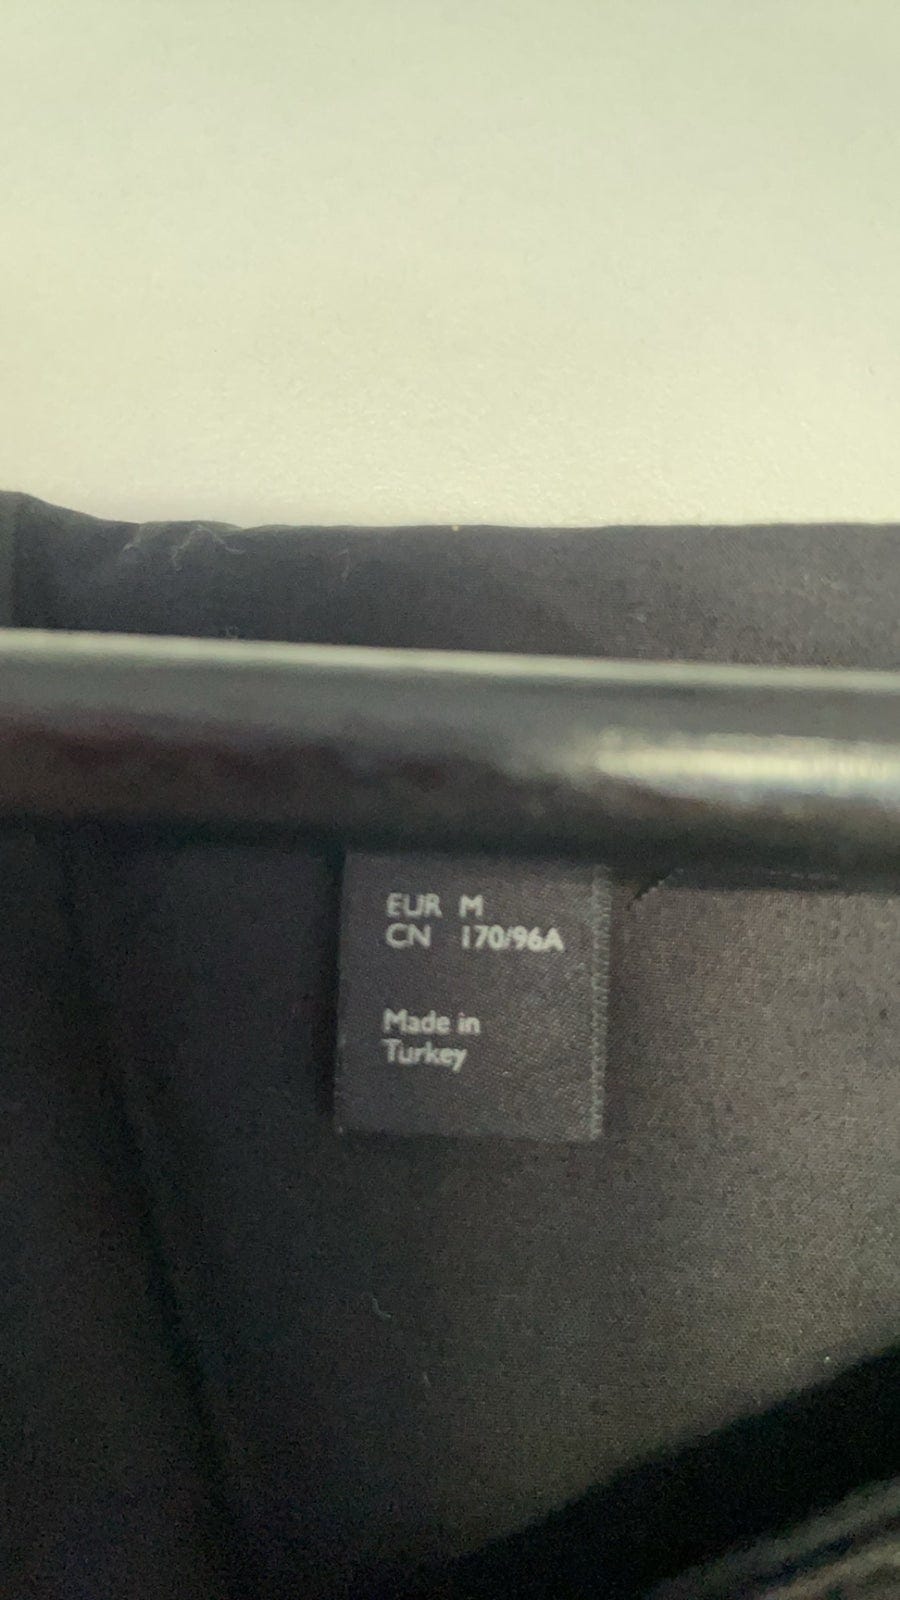 EUR M
CN 170/96A
Made in
Turkey